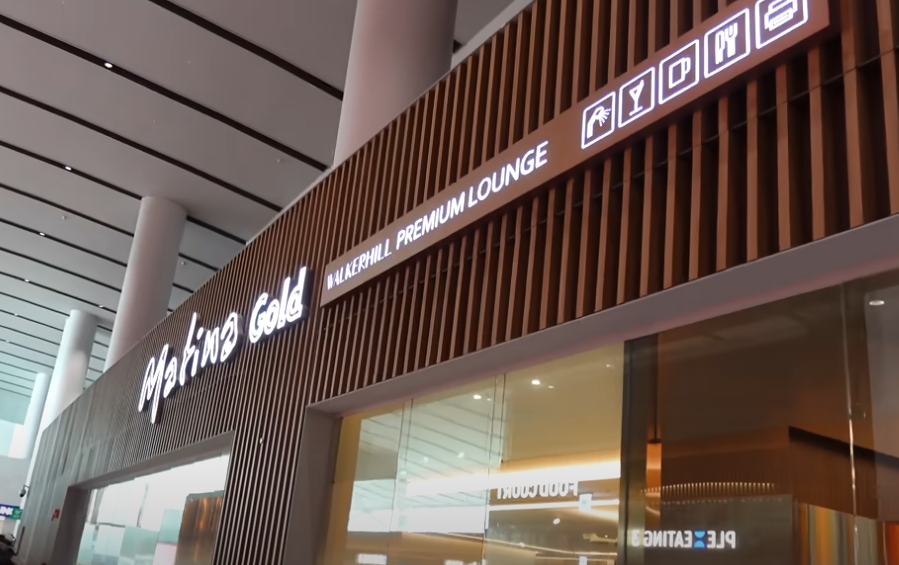 Matina Gold
WALKERHILL PREMIUM LOUNGE
FOOD COURT
PLEXEATING